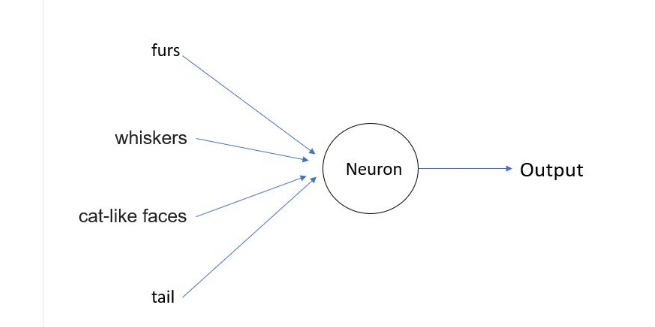 furs
whiskers
cat-like faces
tail
Neuron
Output